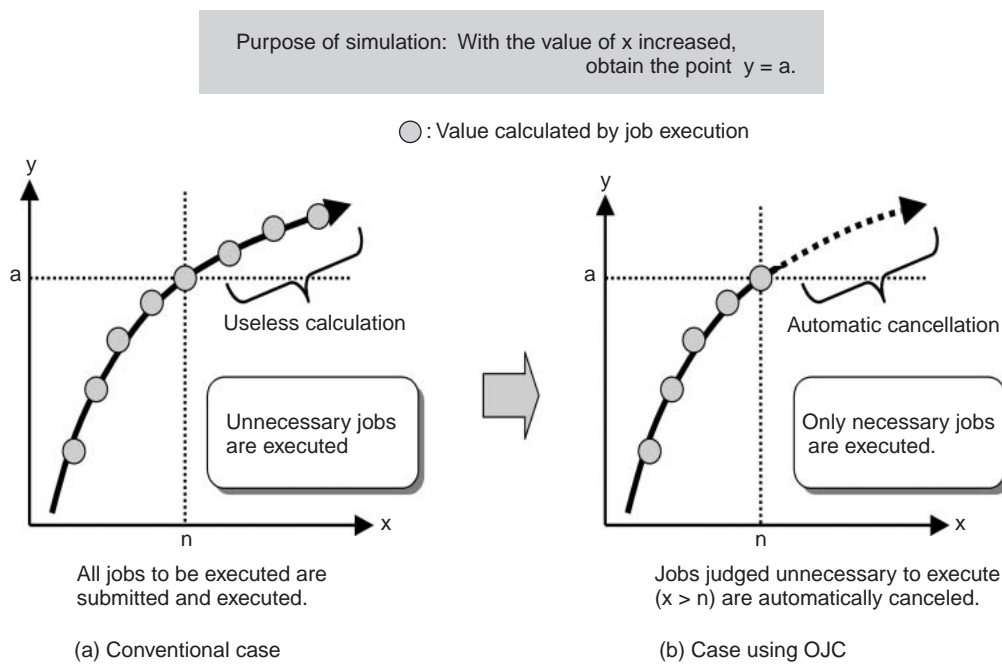 Purpose of simulation: With the value of x increased,
obtain the point y = a.
: Value calculated by job execution
y
a
Useless calculation
Unnecessary jobs
are executed
x
n
All jobs to be executed are
submitted and executed.
(a) Conventional case
y
a
Automatic cancellation
Only necessary jobs
are executed.
x
n
Jobs judged unnecessary to execute
(x > n) are automatically canceled.
(b) Case using OJC